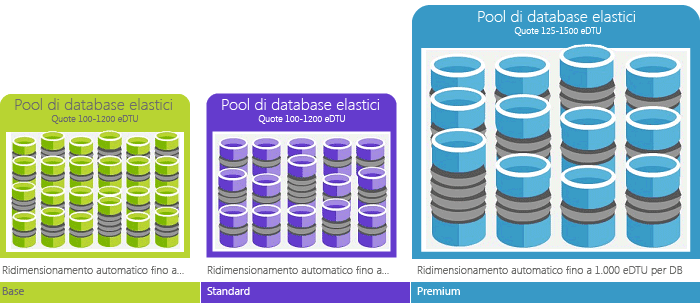 Pool di database elastici
Quote 125-1500 eDTU
Pool di database elastici
Quote 100-1200 eDTU
Pool di database elastici
Quote 100-1200 eDTU
Ridimensionamento automatico fino a...
Ridimensionamento automatico fino a...
Ridimensionamento automatico fino a 1.000 eDTU per DB
Base
Standard
Premium